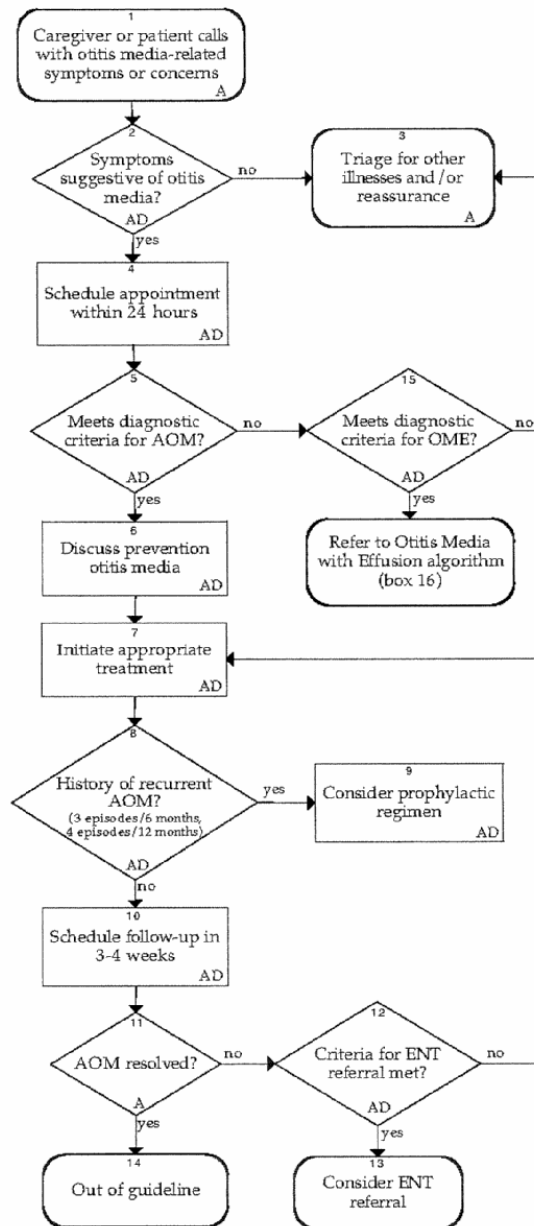 1
Caregiver or patient calls
with otitis media-related
symptoms or concerns
A
2
Symptoms
suggestive of otitis
media?
AD
no
yes
3
Triage for other
illnesses and/or
reassurance
A
4
Schedule appointment
within 24 hours
AD
5
Meets diagnostic
criteria for AOM?
AD
no
yes
15
Meets diagnostic
criteria for OME?
AD
no
yes
6
Discuss prevention
otitis media
AD
Refer to Otitis Media
with Effusion algorithm
(box 16)
7
Initiate appropriate
treatment
AD
8
History of recurrent
AOM?
(3 episodes/6 months,
4 episodes/12 months)
AD
yes
no
9
Consider prophylactic
regimen
AD
10
Schedule follow-up in
3-4 weeks
AD
11
AOM resolved?
A
no
yes
12
Criteria for ENT
referral met?
AD
no
yes
14
Out of guideline
13
Consider ENT
referral